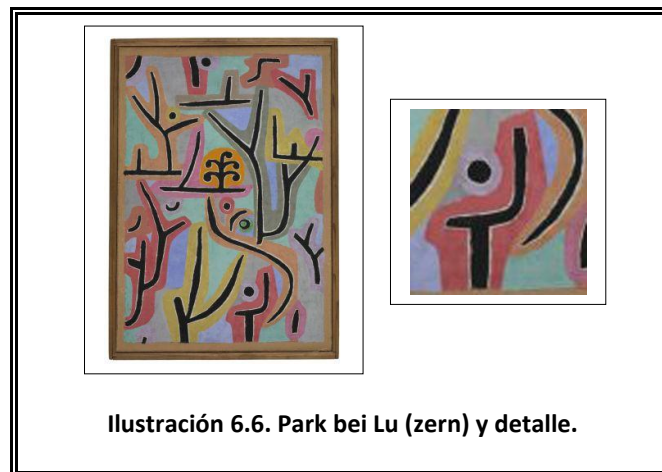 Ilustración 6.6. Park bei Lu (zern) y detalle.